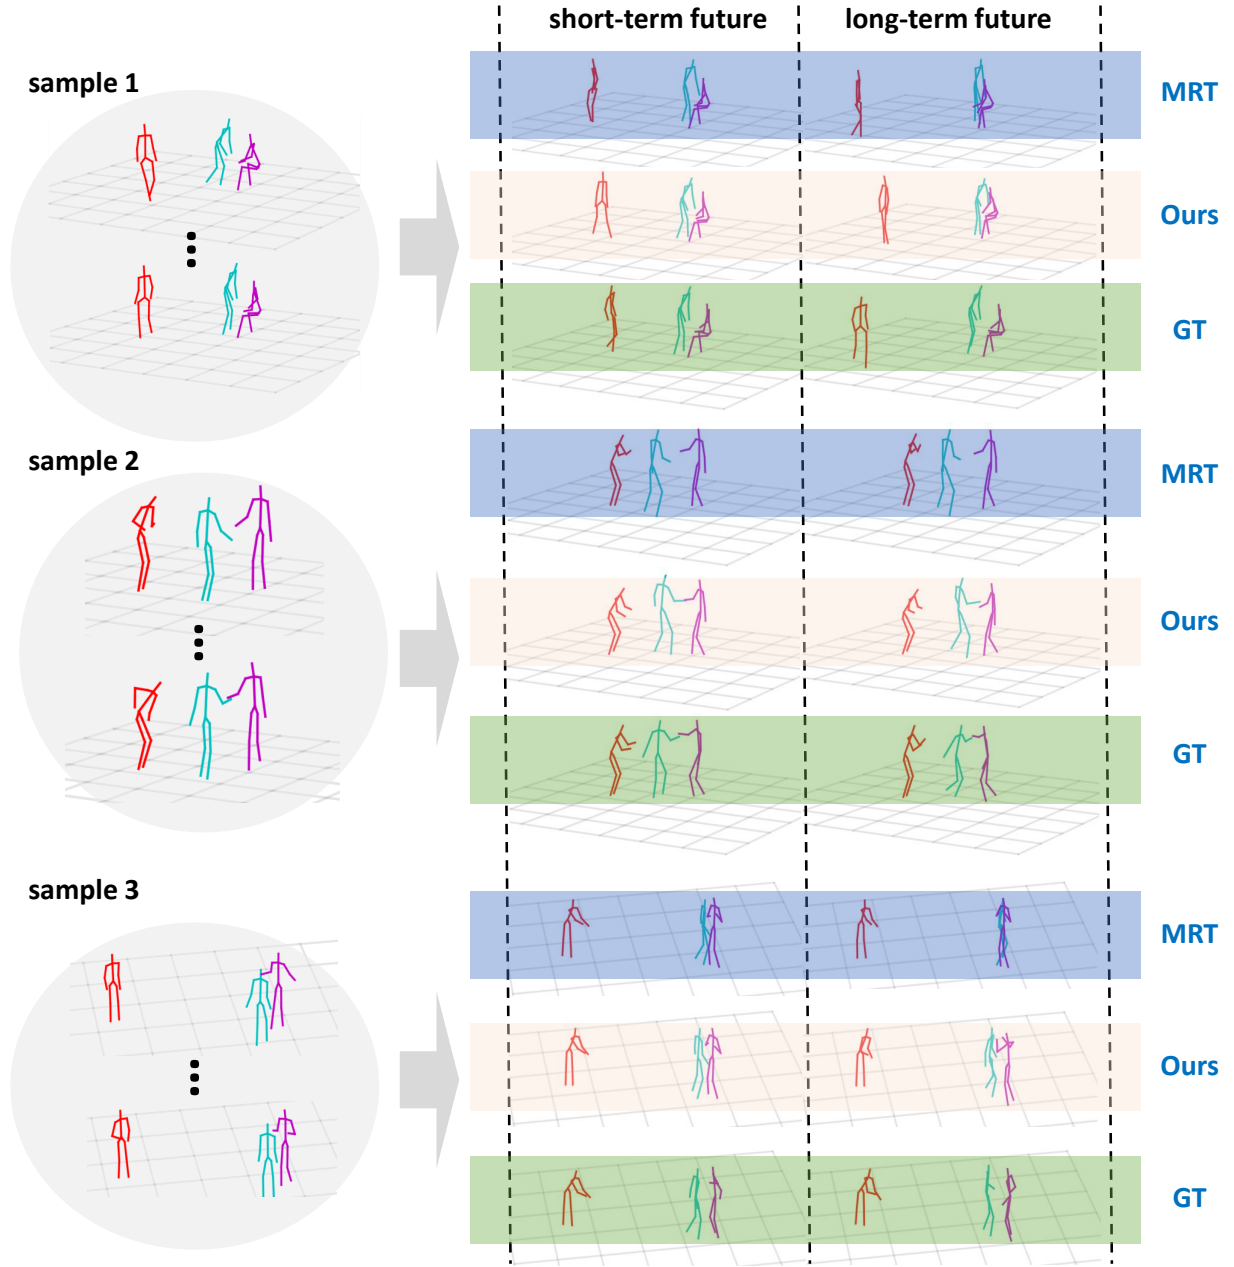 short-term future
long-term future
sample 1
MRT
Ours
GT
sample 2
MRT
Ours
GT
sample 3
MRT
Ours
GT